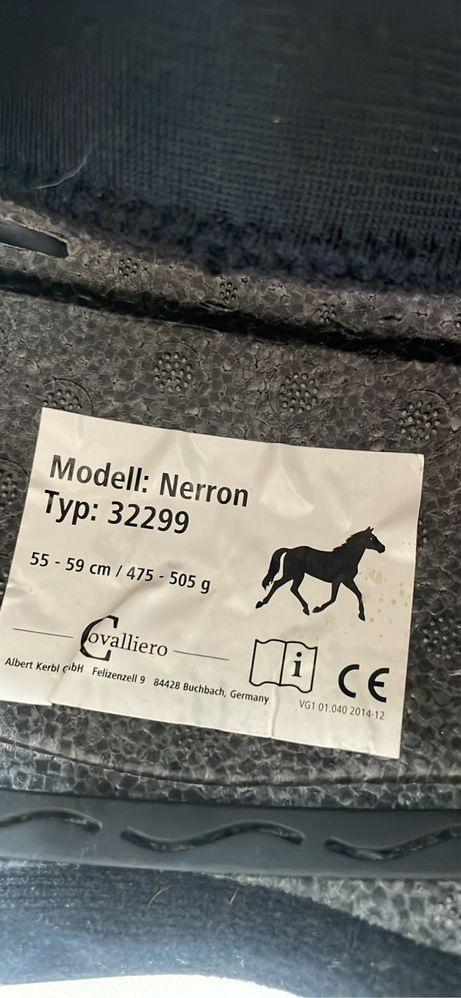 Modell: Nerron
Typ: 32299
55 - 59 cm / 475 - 505 g
Covalliero
Albert Kerbl GmbH Felizenzell 9 84428 Buchbach, Germany
i
CE
VG1 01.040 2014-12